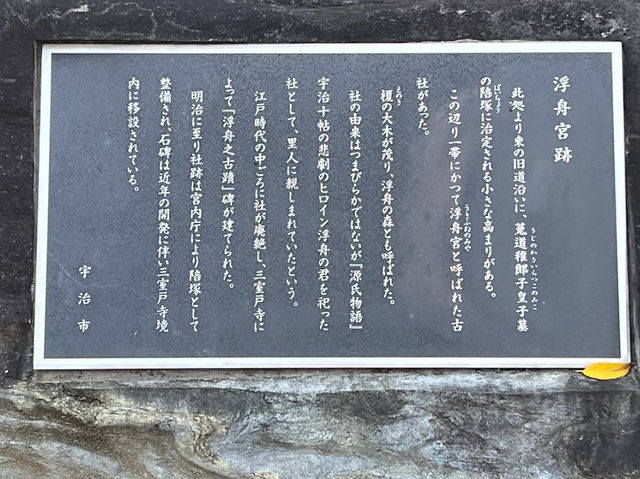 浮舟宮跡
此処より東の旧道沿いに、莵道稚郎子皇子墓
の陪塚に治定される小さな高まりがある。
この辺り一帯にかつて浮舟宮と呼ばれた古
社があった。
榎の大木が茂り、浮舟の森とも呼ばれた。
社の由来はつまびらかではないが『源氏物語』
宇治十帖の悲劇のヒロイン浮舟の君を祀った
社として、里人に親しまれていたという。
江戸時代の中ごろに社が廃絶し、三室戸寺に
よって「浮舟之古蹟」碑が建てられた。
明治に至り社跡は宮内庁により陪塚として
整備され、石碑は近年の開発に伴い三室戸寺境
内に移設されている。
宇治市